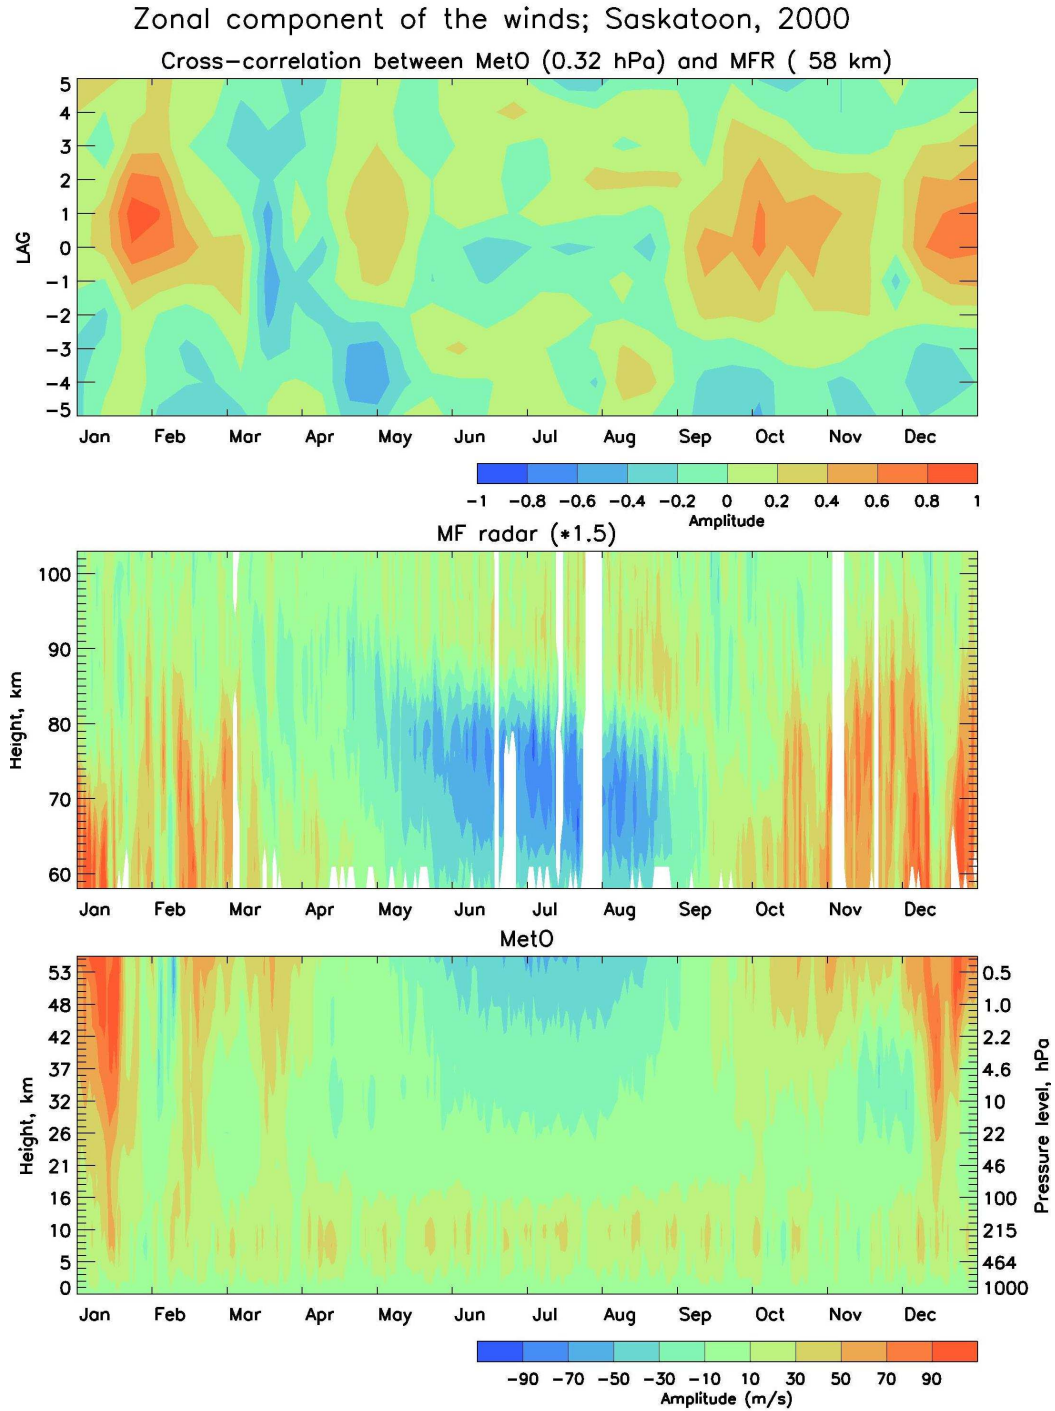 Zonal component of the winds; Saskatoon, 2000
Cross-correlation between MetO (0.32 hPa) and MFR ( 58 km)
LAG
5
4
3
2
1
0
-1
-2
-3
-4
-5
Jan Feb Mar Apr May Jun Jul Aug Sep Oct Nov Dec
-1 -0.8 -0.6 -0.4 -0.2 0 0.2 0.4 0.6 0.8 1
Amplitude
MF radar (*1.5)
Height, km
100
90
80
70
60
Jan Feb Mar Apr May Jun Jul Aug Sep Oct Nov Dec
MetO
Height, km
Pressure level, hPa
53 0.5
48 1.0
42 2.2
37 4.6
32 10
26 22
21 46
16 100
10 215
5 464
0 1000
Jan Feb Mar Apr May Jun Jul Aug Sep Oct Nov Dec
-90 -70 -50 -30 -10 10 30 50 70 90
Amplitude (m/s)